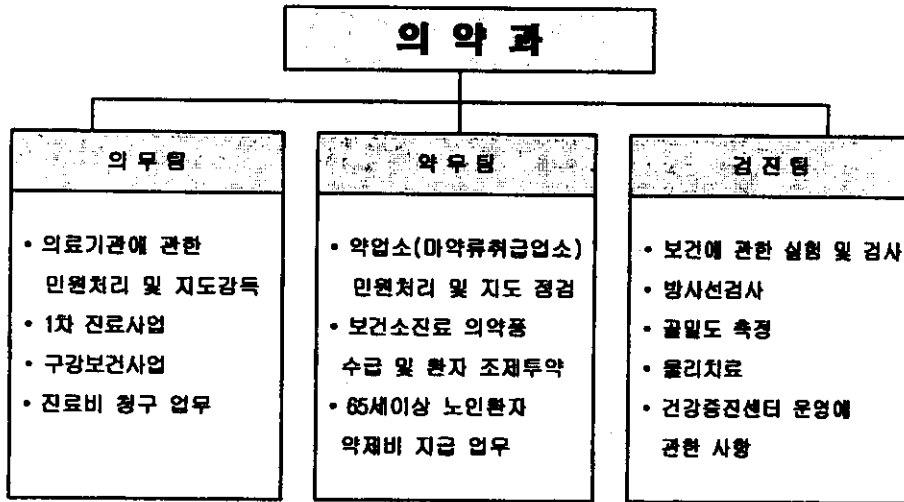 의 약 과
의 무 팀
• 의료기관에 관한
민원처리 및 지도감독
• 1차 진료사업
• 구강보건사업
• 진료비 청구 업무
약 무 팀
• 약업소(마약류취급업소)
민원처리 및 지도 점검
• 보건소진료 의약품
수급 및 환자 조제투약
• 65세이상 노인환자
약제비 지급 업무
검 진 팀
• 보건에 관한 실험 및 검사
• 방사선검사
• 골밀도 측정
• 물리치료
• 건강증진센터 운영에
관한 사항